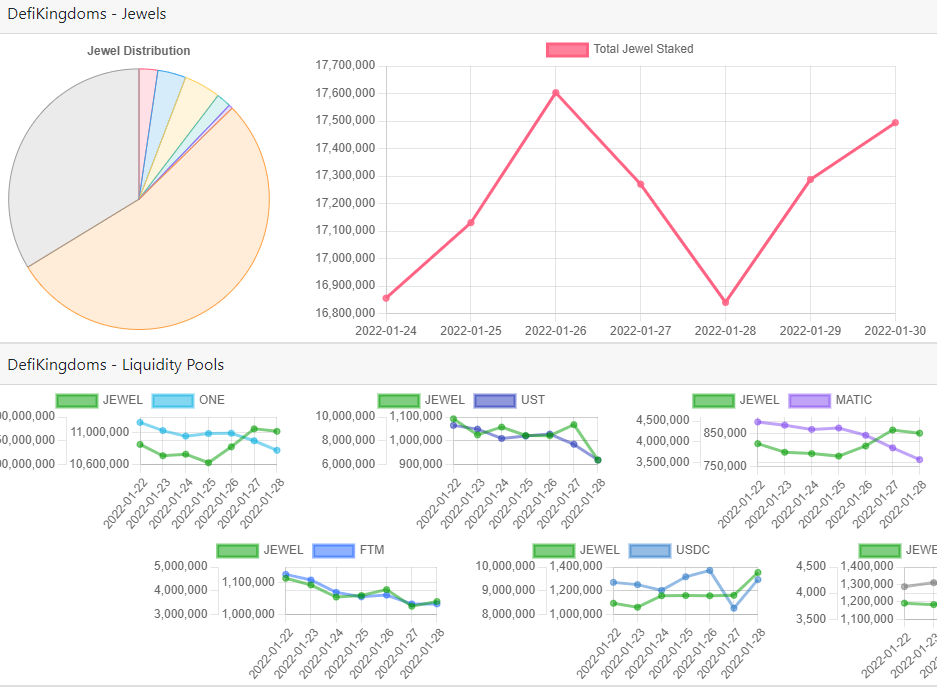 DefiKingdoms - Jewels
Jewel Distribution
Total Jewel Staked
17,700,000
17,600,000
17,500,000
17,400,000
17,300,000
17,200,000
17,100,000
17,000,000
16,900,000
16,800,000
2022-01-24 2022-01-25 2022-01-26 2022-01-27 2022-01-28 2022-01-29 2022-01-30
DefiKingdoms - Liquidity Pools
JEWEL ONE
11,000,000
10,600,000
2022-01-22 2022-01-23 2022-01-24 2022-01-25 2022-01-26 2022-01-27 2022-01-28
JEWEL UST
10,000,000 1,100,000
8,000,000 1,000,000
6,000,000 900,000
2022-01-22 2022-01-23 2022-01-24 2022-01-25 2022-01-26 2022-01-27 2022-01-28
JEWEL MATIC
4,500,000
850,000
4,000,000
3,500,000
750,000
2022-01-22 2022-01-23 2022-01-24 2022-01-25 2022-01-26 2022-01-27 2022-01-28
JEWEL FTM
5,000,000
1,100,000
4,000,000
3,000,000 1,000,000
2022-01-22 2022-01-23 2022-01-24 2022-01-25 2022-01-26 2022-01-27 2022-01-28
JEWEL USDC
10,000,000 1,400,000
9,000,000 1,200,000
8,000,000 1,000,000
2022-01-22 2022-01-23 2022-01-24 2022-01-25 2022-01-26 2022-01-27 2022-01-28
JEWE
4,500 1,400,000
1,300,000
4,000
1,200,000
3,500 1,100,000
2022-01-22